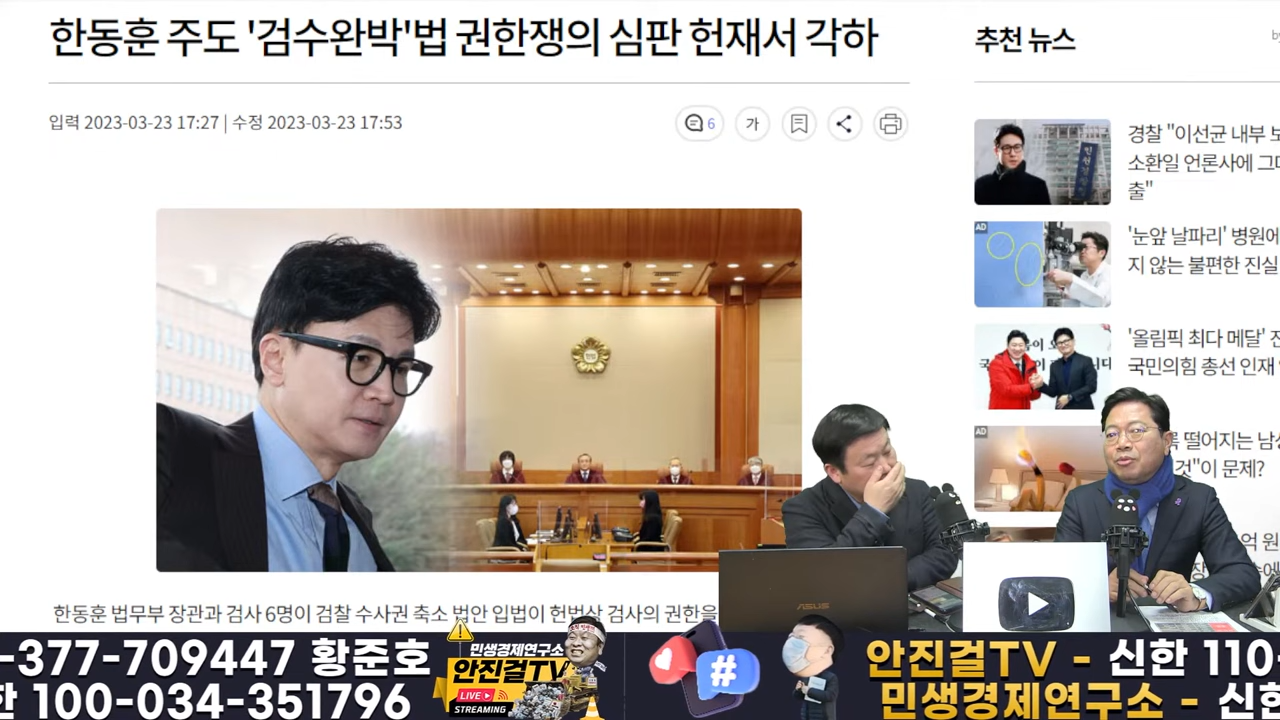 한동훈 주도 '검수완박'법 권한쟁의 심판 헌재서 각하
입력 2023-03-23 17:27 | 수정 2023-03-23 17:53
6
가
한동훈 법무부 장관과 검사 6명이 검찰 수사권 축소 법안 입법이 헌법상 검사의 권한을
추천 뉴스
by
경찰 "이선균 내부 보
소환일 언론사에 그대
출"
AD
'눈앞 날파리' 병원에
지 않는 불편한 진실
'올림픽 최다 메달' 진
국민의힘 총선 인재
AD
떨어지는 남성
것"이 문제?
억 원
ASUS
-377-709447 황준호
한 100-034-351796
민생경제연구소
안진걸TV
LIVE
STREAMING
#
안진걸TV - 신한 110-
민생경제연구소 - 신한